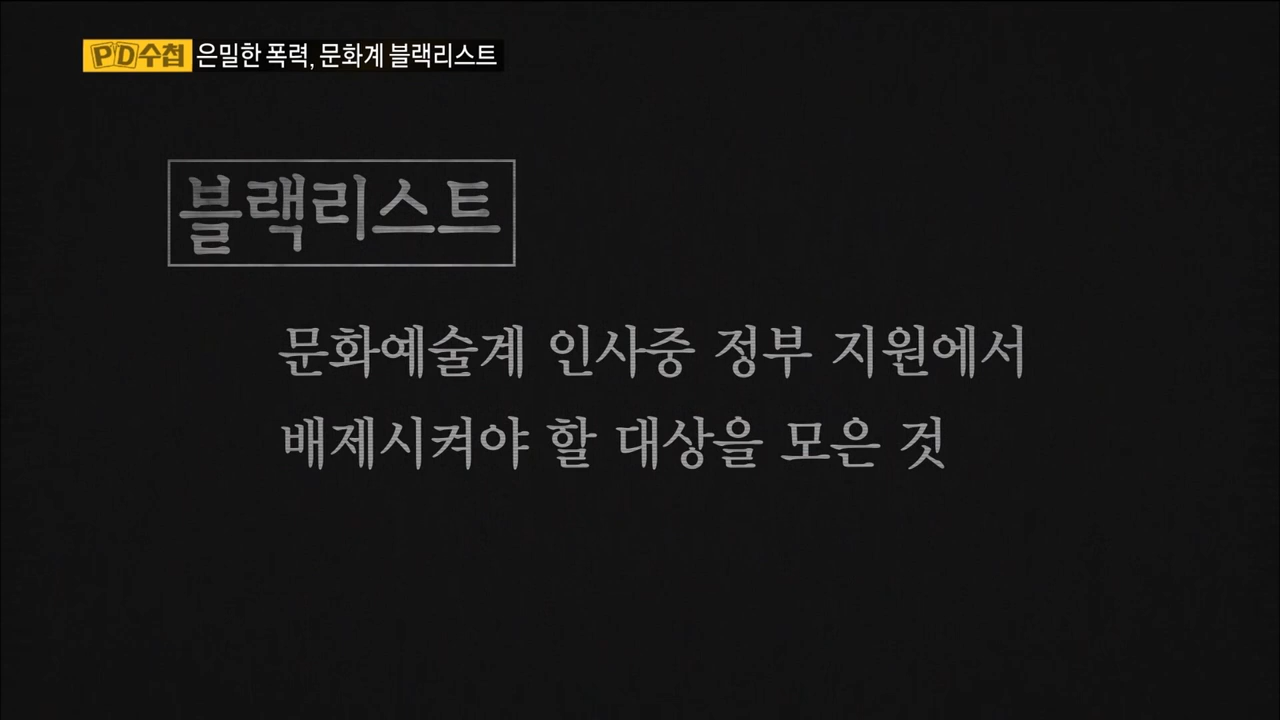 PD수첩 은밀한 폭력, 문화계 블랙리스트
블랙리스트
문화예술계 인사중 정부 지원에서
배제시켜야 할 대상을 모은 것